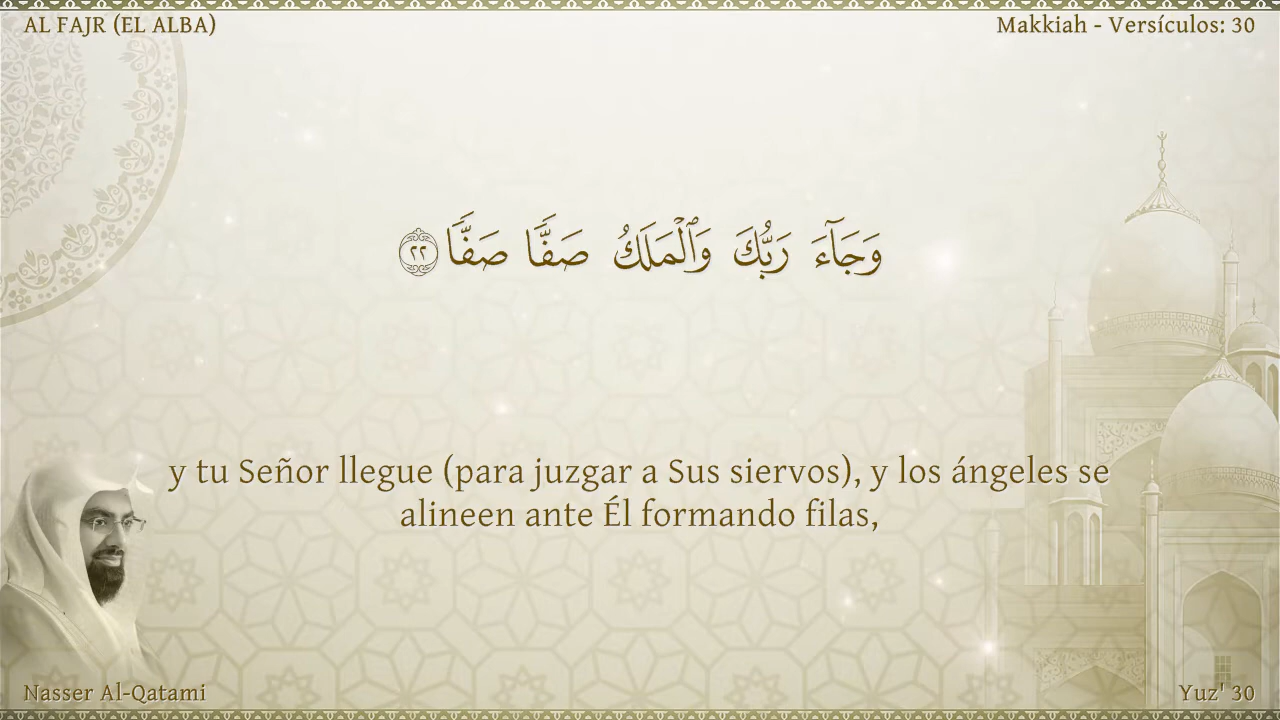 AL FAJR (EL ALBA)
Makkiah - Versículos: 30
وَجَآءَ رَبُّكَ وَٱلْمَلَكُ صَفًّا صَفًّا ٢٢
y tu Señor llegue (para juzgar a Sus siervos), y los ángeles se
alineen ante Él formando filas,
Nasser Al-Qatami
Yuz' 30